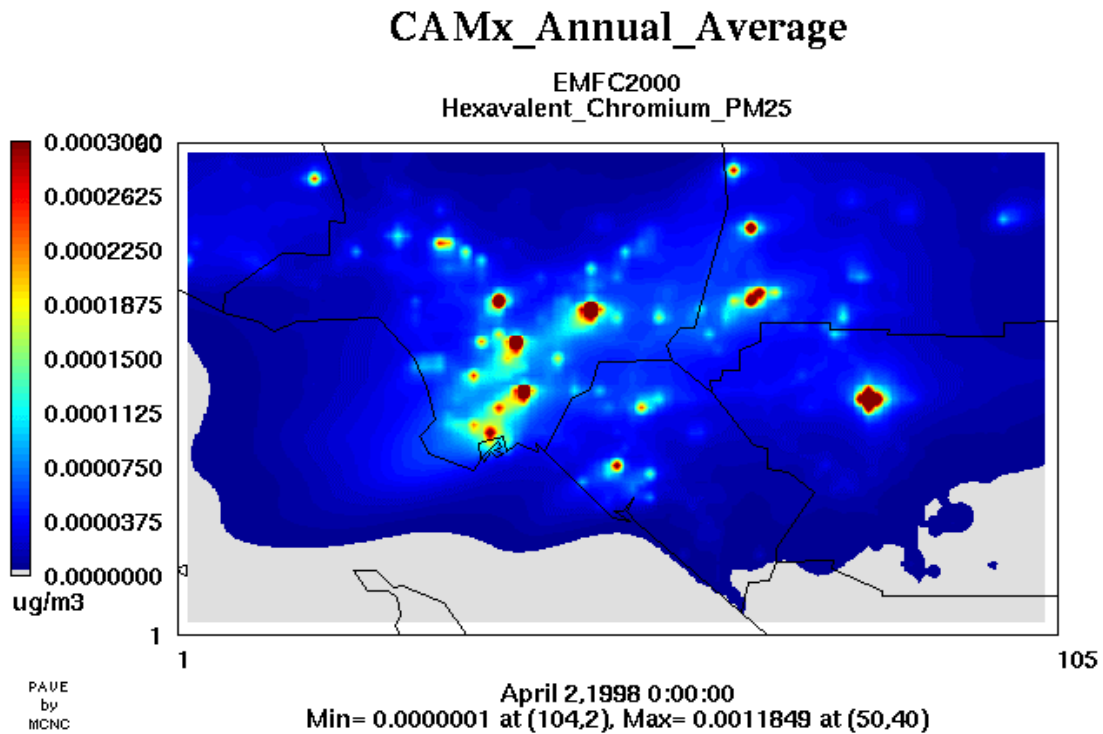 CAMx_Annual_Average
EMFC2000
Hexavalent_Chromium_PM25
0.0003000
0.0002625
0.0002250
0.0001875
0.0001500
0.0001125
0.0000750
0.0000375
0.0000000
ug/m3
1
1
105
PAVE
by
MCNC
April 2,1998 0:00:00
Min= 0.0000001 at (104,2), Max= 0.0011849 at (50,40)